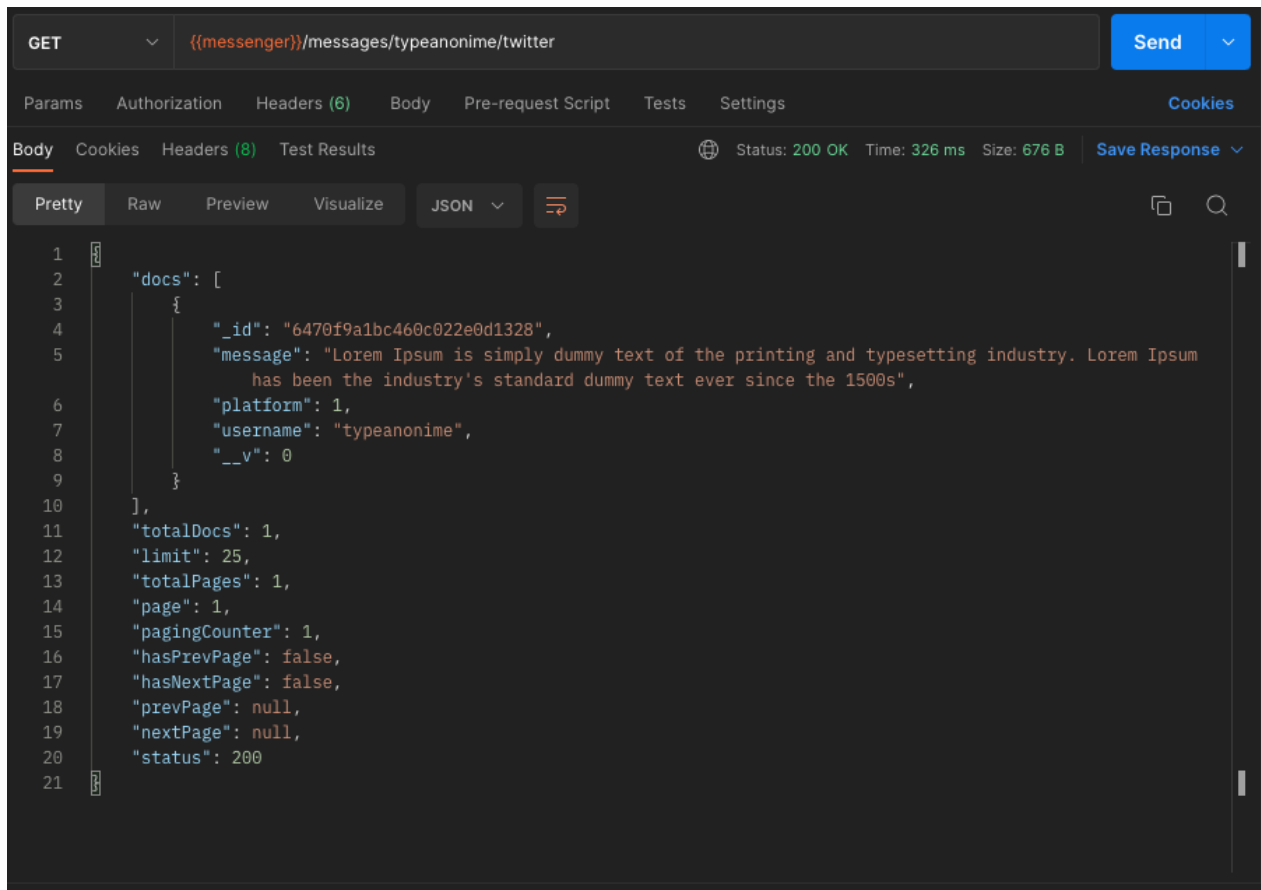 GET {{messenger}}/messages/typeanonime/twitter Send
Params Authorization Headers (6) Body Pre-request Script Tests Settings Cookies
Body Cookies Headers (8) Test Results Status: 200 OK Time: 326 ms Size: 676 B Save Response
Pretty Raw Preview Visualize JSON
1 {
2 "docs": [
3 {
4 "_id": "6470f9a1bc460c022e0d1328",
5 "message": "Lorem Ipsum is simply dummy text of the printing and typesetting industry. Lorem Ipsum
has been the industry's standard dummy text ever since the 1500s",
6 "platform": 1,
7 "username": "typeanonime",
8 "__v": 0
9 }
10 ],
11 "totalDocs": 1,
12 "limit": 25,
13 "totalPages": 1,
14 "page": 1,
15 "pagingCounter": 1,
16 "hasPrevPage": false,
17 "hasNextPage": false,
18 "prevPage": null,
19 "nextPage": null,
20 "status": 200
21 }